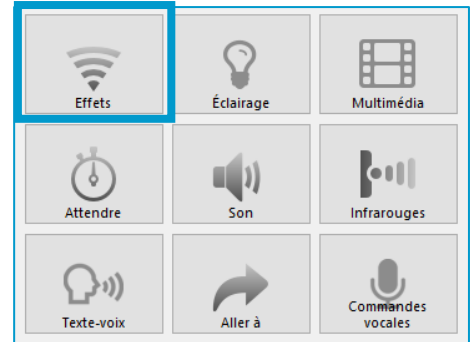 Effets
Éclairage
Multimédia
Attendre
Son
Infrarouges
Texte-voix
Aller à
Commandes
vocales